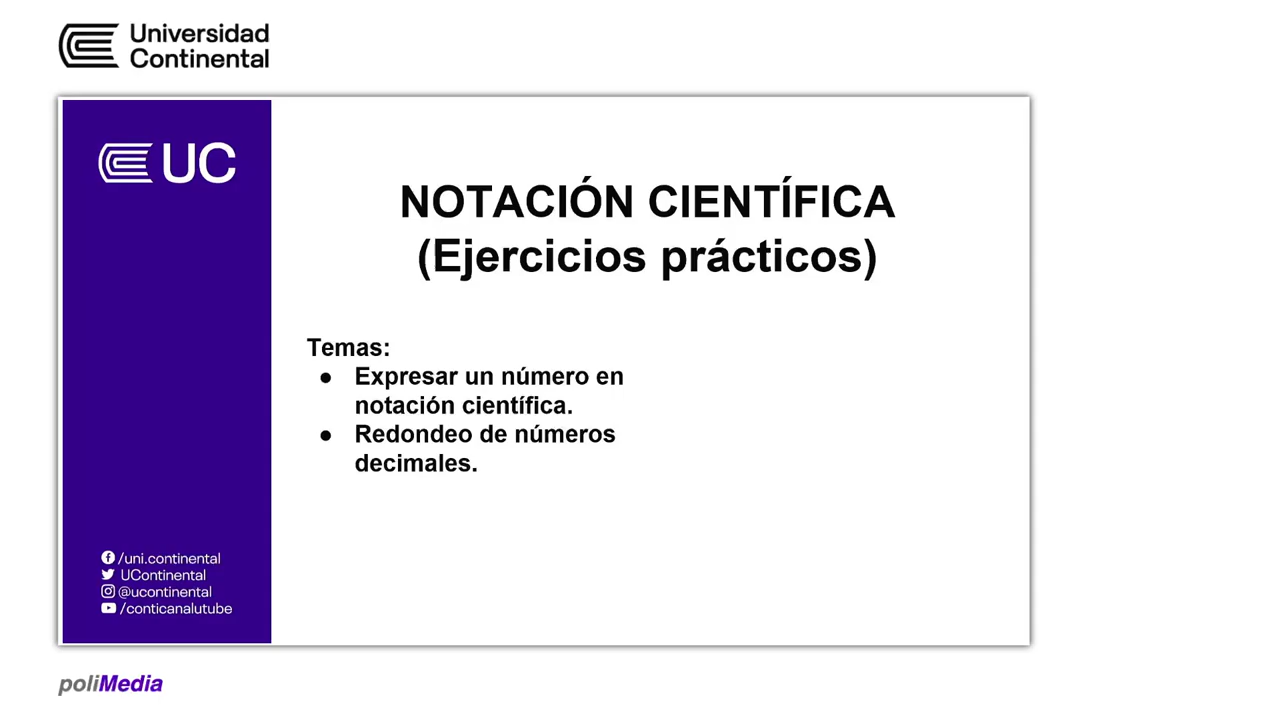 Universidad
Continental
UC
NOTACIÓN CIENTÍFICA
(Ejercicios prácticos)
Temas:
● Expresar un número en
notación científica.
● Redondeo de números
decimales.
/uni.continental
UContinental
@ucontinental
/conticanalutube
poliMedia